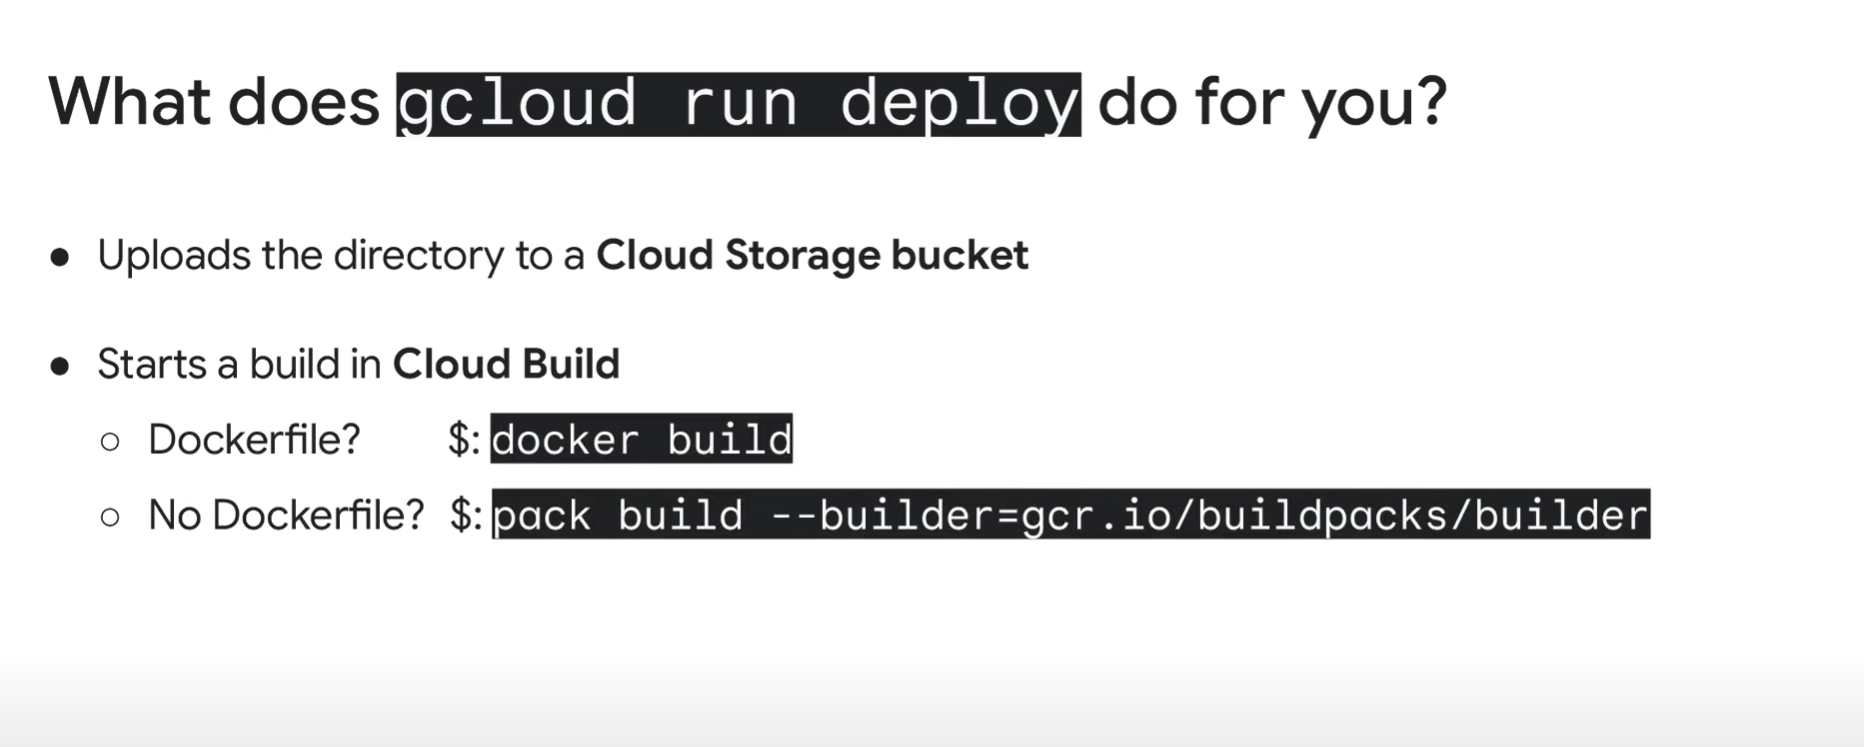 What does gcloud run deploy do for you?
● Uploads the directory to a Cloud Storage bucket
● Starts a build in Cloud Build
○ Dockerfile? $: docker build
○ No Dockerfile? $: pack build --builder=gcr.io/buildpacks/builder